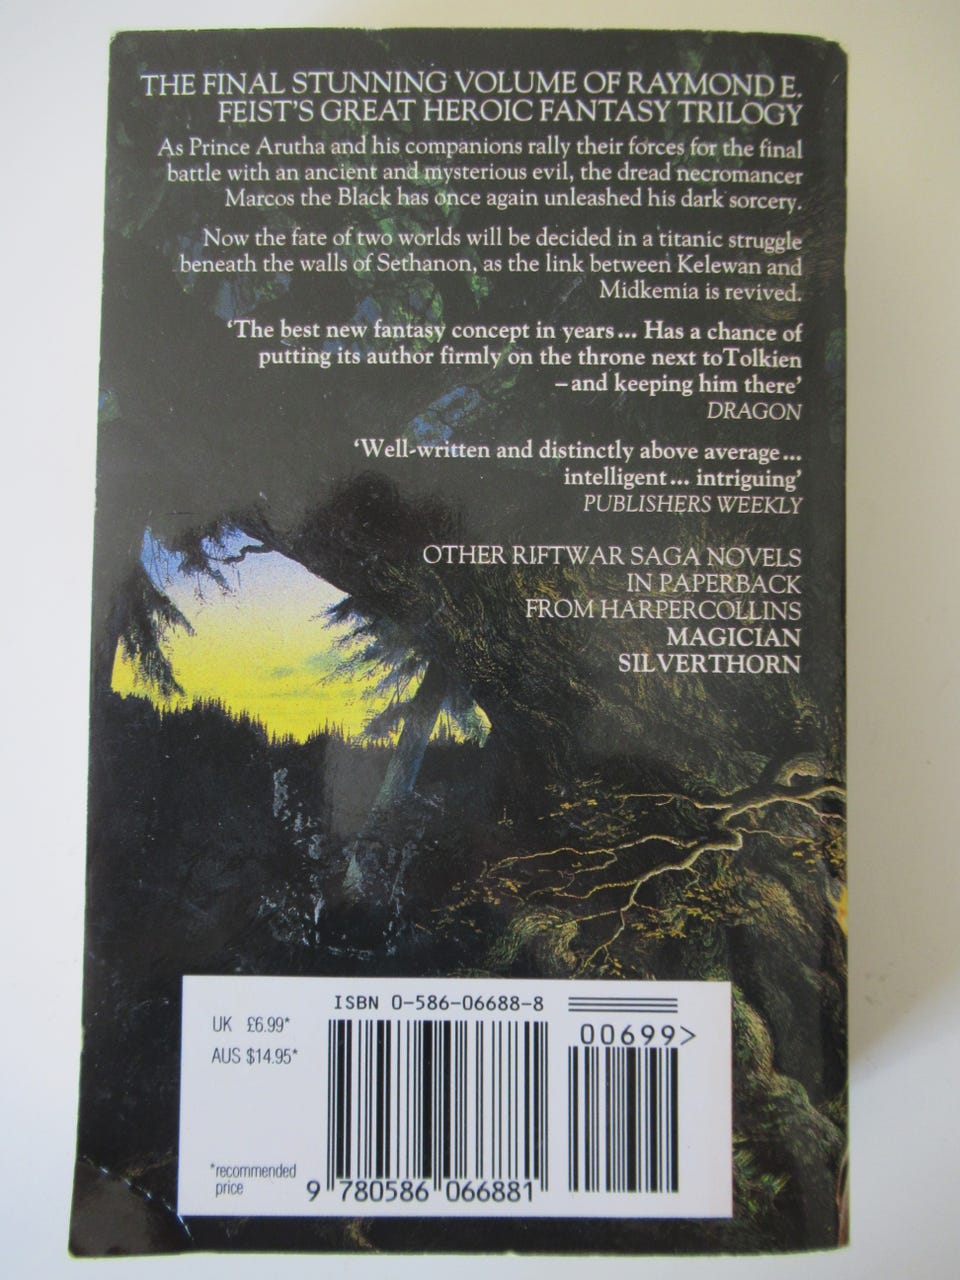 THE FINAL STUNNING VOLUME OF RAYMOND E.
FEIST'S GREAT HEROIC FANTASY TRILOGY
As Prince Arutha and his companions rally their forces for the final
battle with an ancient and mysterious evil, the dread necromancer
Marcos the Black has once again unleashed his dark sorcery.
Now the fate of two worlds will be decided in a titanic struggle
beneath the walls of Sethanon, as the link between Kelewan and
Midkemia is revived.
'The best new fantasy concept in years... Has a chance of
putting its author firmly on the throne next to Tolkien
– and keeping him there'
DRAGON
'Well-written and distinctly above average...
intelligent... intriguing'
PUBLISHERS WEEKLY
OTHER RIFTWAR SAGA NOVELS
IN PAPERBACK
FROM HARPERCOLLINS
MAGICIAN
SILVERTHORN
ISBN 0-586-06688-8
UK £6.99*
AUS $14.95*
00699>
*recommended
price
9 780586 066881